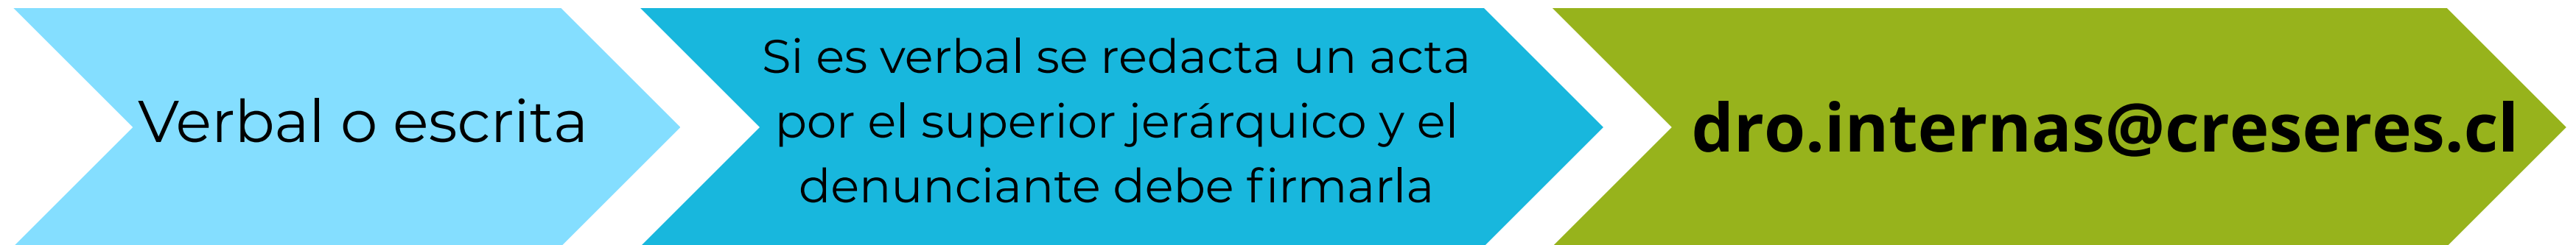 Verbal o escrita
Si es verbal se redacta un acta
por el superior jerárquico y el
denunciante debe firmarla
dro.internas@creseres.cl